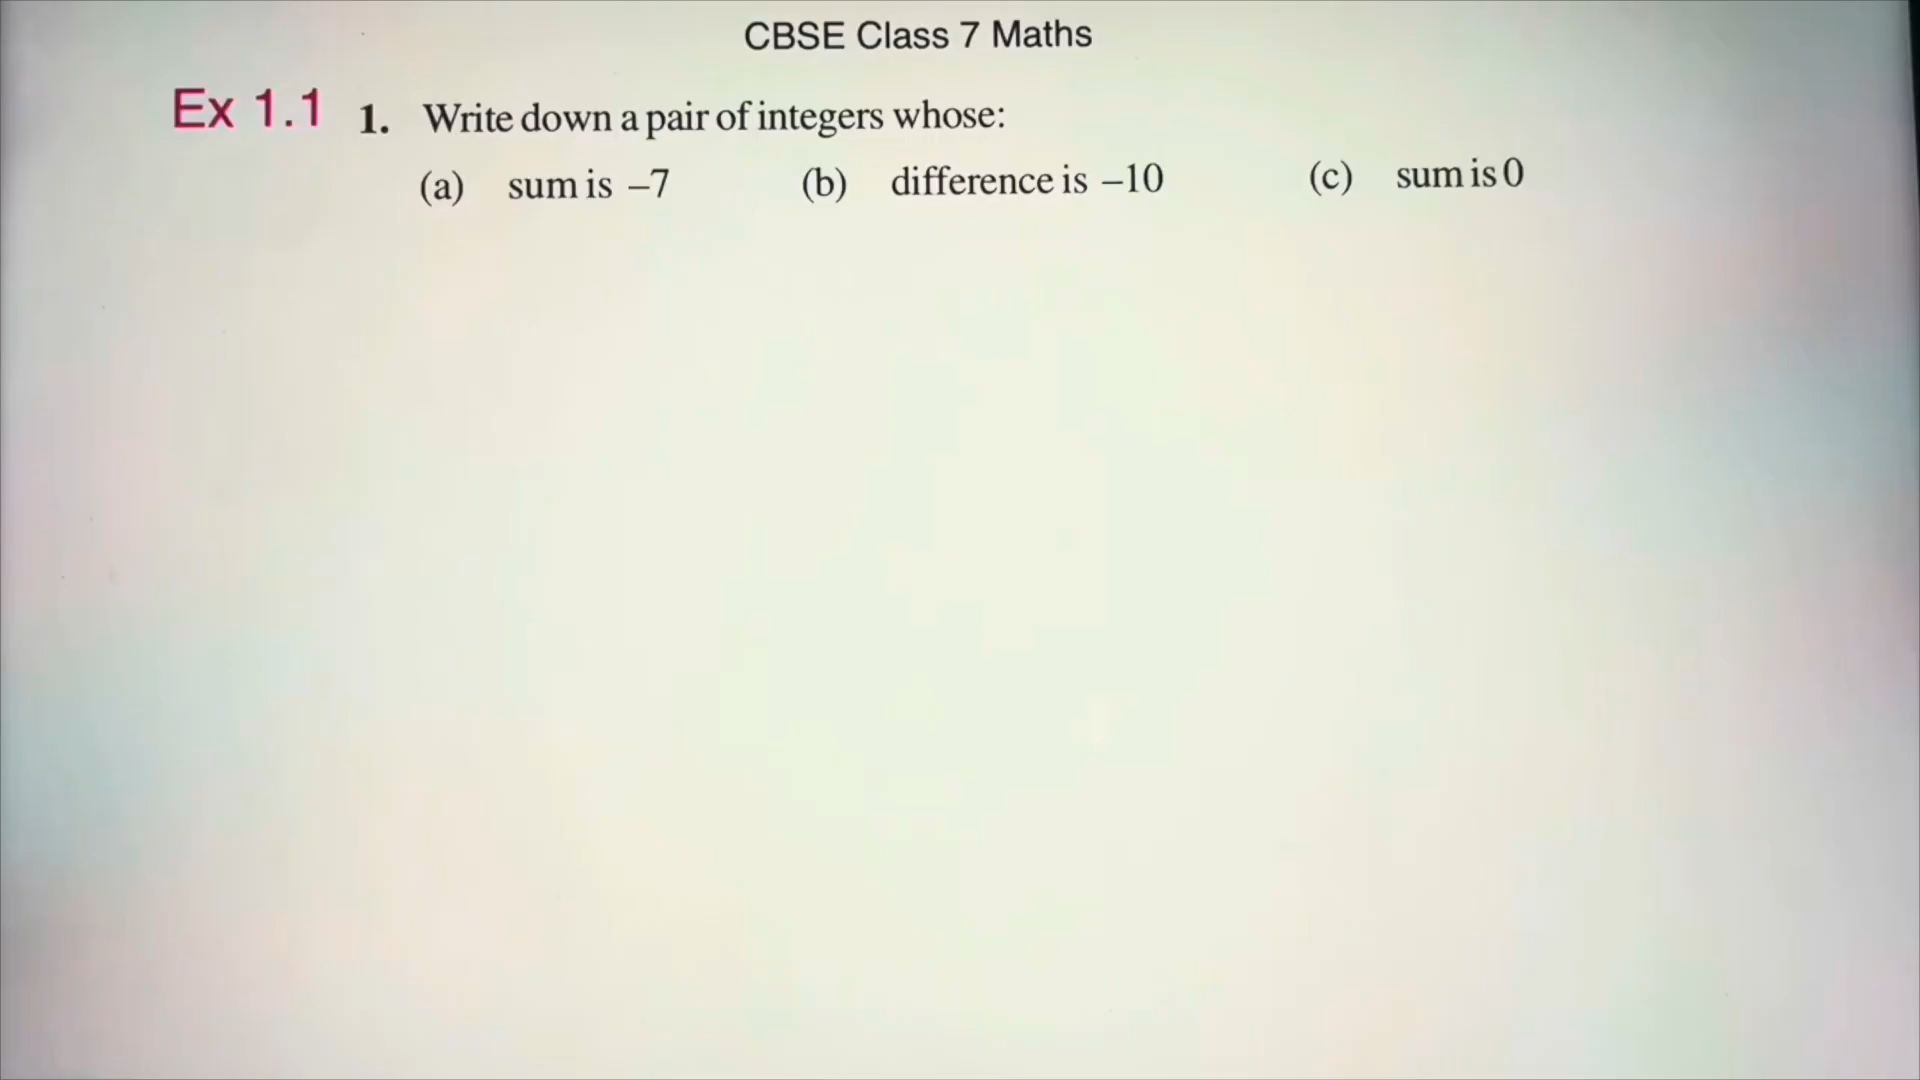 CBSE Class 7 Maths
Ex 1.1 1. Write down a pair of integers whose:
(a) sum is –7 (b) difference is –10 (c) sum is 0